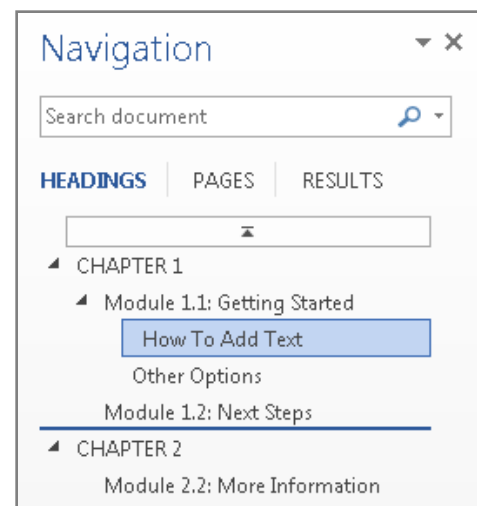 Navigation
Search document
HEADINGS PAGES RESULTS
CHAPTER 1
Module 1.1: Getting Started
How To Add Text
Other Options
Module 1.2: Next Steps
CHAPTER 2
Module 2.2: More Information